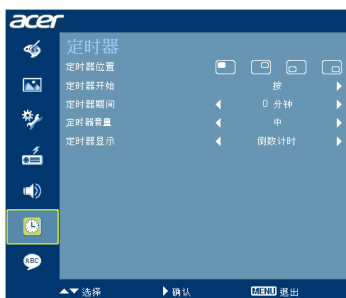 acer
定时器
定时器位置
定时器开始 按
定时器期间 0 分钟
定时器音量 中
定时器显示 倒数计时
ABC
选择 确认 MENU 退出